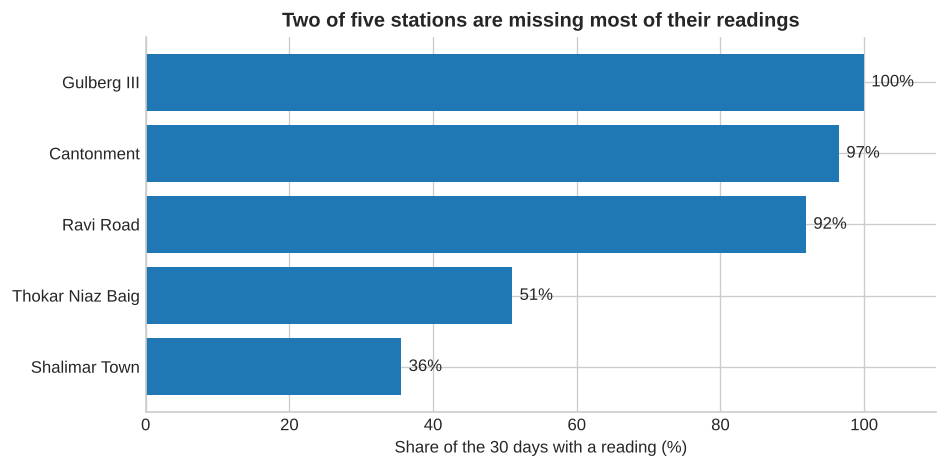 Two of five stations are missing most of their readings
Gulberg III
100%
Cantonment
97%
Ravi Road
92%
Thokar Niaz Baig
51%
Shalimar Town
36%
0 20 40 60 80 100
Share of the 30 days with a reading (%)